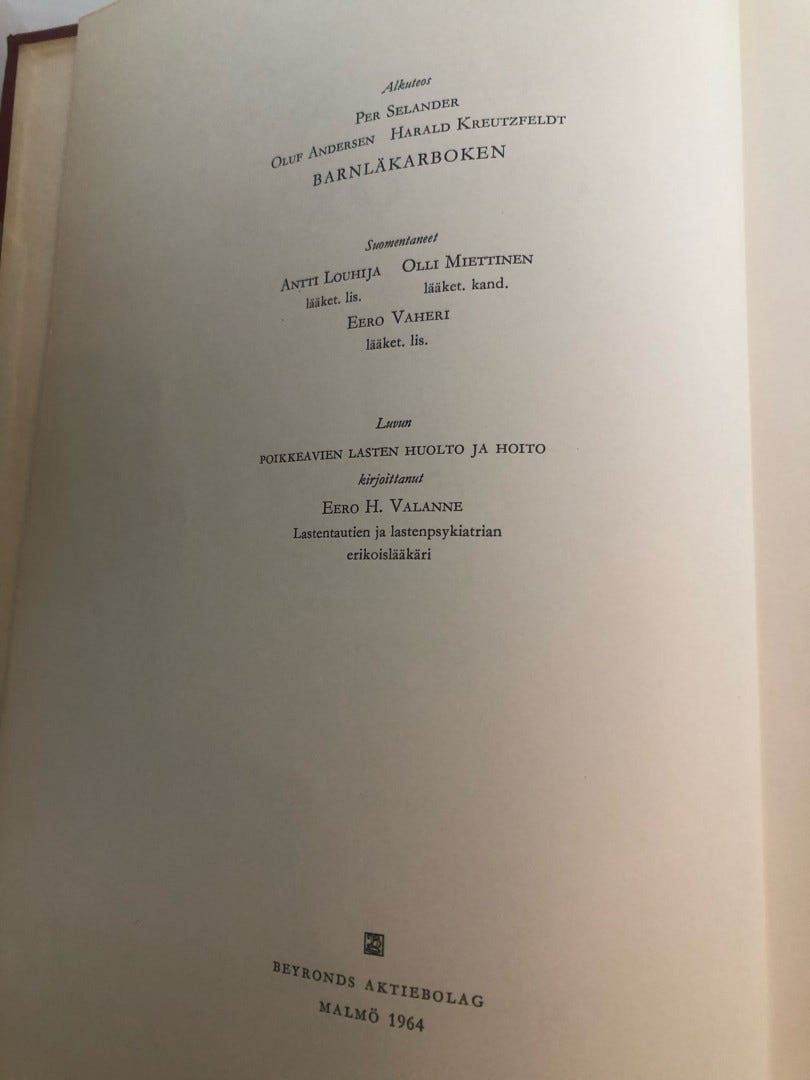 Alkuteos
PER SELANDER
OLUF ANDERSEN HARALD KREUTZFELDT
BARNLÄKARBOKEN
Suomentaneet
ANTTI LOUHIJA OLLI MIETTINEN
lääket. lis. lääket. kand.
EERO VAHERI
lääket. lis.
Luvun
POIKKEAVIEN LASTEN HUOLTO JA HOITO
kirjoittanut
EERO H. VALANNE
Lastentautien ja lastenpsykiatrian
erikoislääkäri
B
BEYRONDS AKTIEBOLAG
MALMÖ 1964